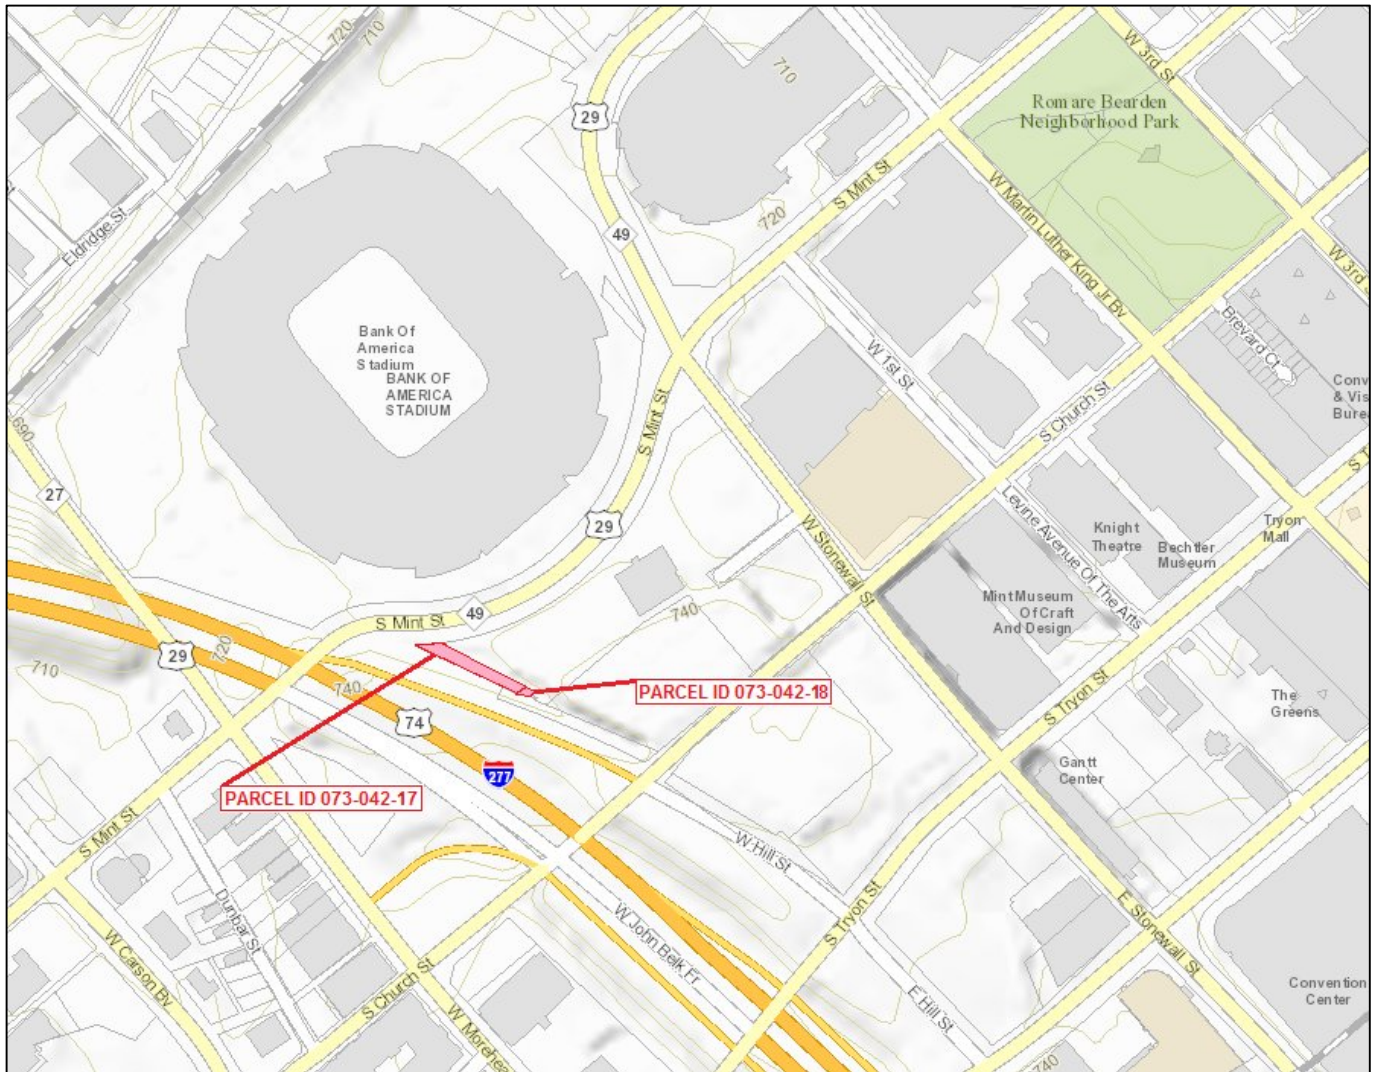 720
710
W 3rd St
29
710
Romare Bearden
Neighborhood Park
S Mint St
720
49
Eldridge St
W Martin Luther King Jr Bv
W 3rd
Brevard Ct
Bank Of
America
Stadium
BANK OF
AMERICA
STADIUM
W 1st St
Conv
& Vis
Bure
S Church St
S Mint St
690
27
29
W Stonewall St
Levine Avenue Of The Arts
Knight
Theatre
Bechtler
Museum
Tryon
Mall
S T
Mint Museum
Of Craft
And Design
49
S Mint St
740
29
720
710
740
PARCEL ID 073-042-18
S Tryon St
The
Greens
74
277
Gantt
Center
PARCEL ID 073-042-17
S Mint St
W Hill St
Dunbar St
W Carson Bv
S Church St
W John Belk Fr
S Tryon St
E Stonewall St
E Hill St
W Morehea
Convention
Center
740